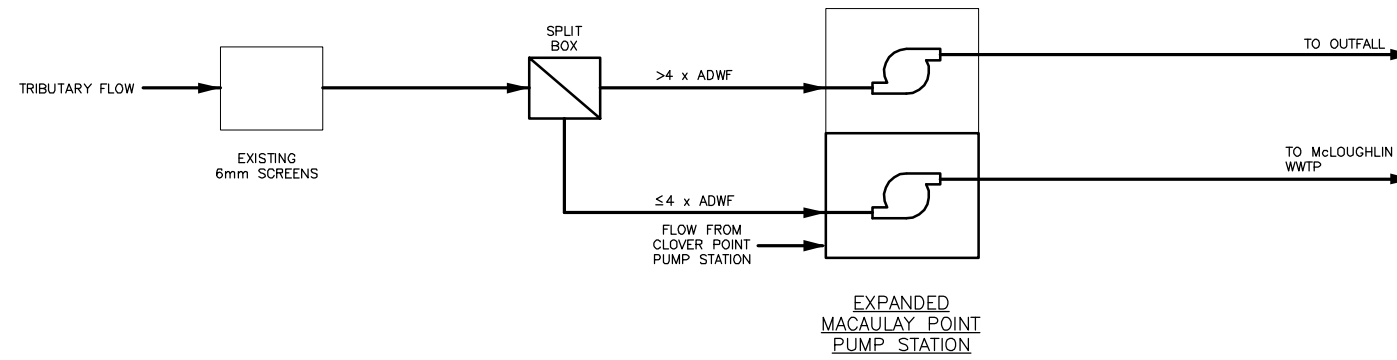 TRIBUTARY FLOW
EXISTING
6mm SCREENS
SPLIT
BOX
>4 x ADWF
≤4 x ADWF
FLOW FROM
CLOVER POINT
PUMP STATION
TO OUTFALL
TO McLOUGHLIN
WWTP
EXPANDED
MACAULAY POINT
PUMP STATION